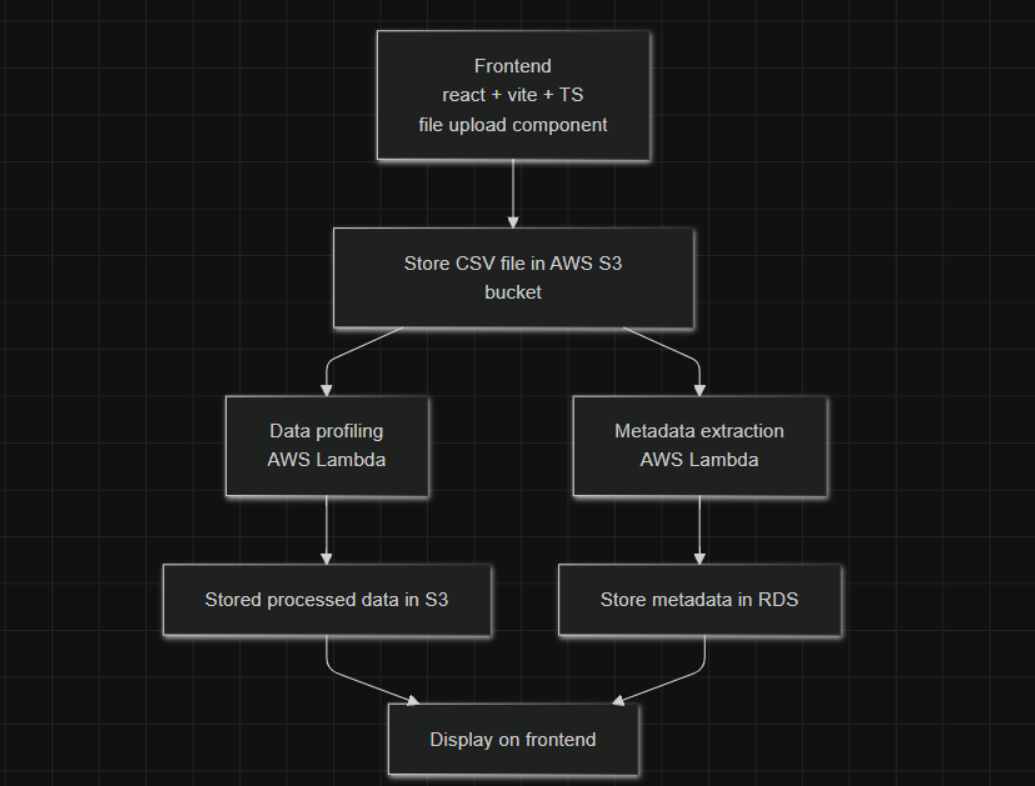 Frontend
react + vite + TS
file upload component
Store CSV file in AWS S3
bucket
Data profiling
AWS Lambda
Metadata extraction
AWS Lambda
Stored processed data in S3
Store metadata in RDS
Display on frontend